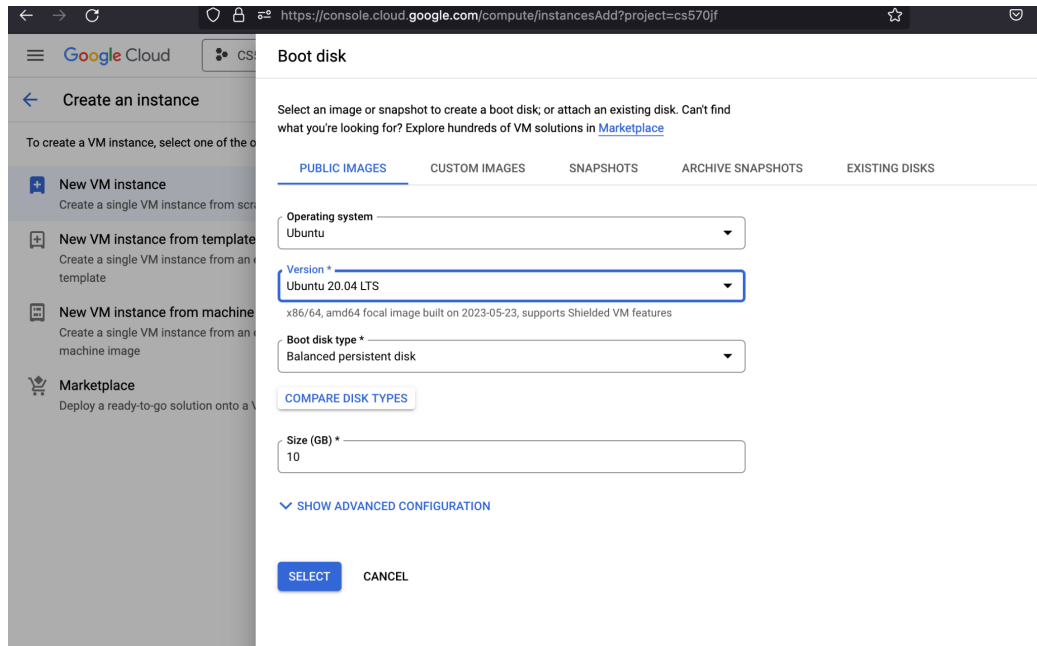 https://console.cloud.google.com/compute/instancesAdd?project=cs570jf
Google Cloud
CS
Create an instance
To create a VM instance, select one of the o
New VM instance
Create a single VM instance from scra
New VM instance from template
Create a single VM instance from an e
template
New VM instance from machine
Create a single VM instance from an e
machine image
Marketplace
Deploy a ready-to-go solution onto a V
Boot disk
Select an image or snapshot to create a boot disk; or attach an existing disk. Can't find
what you're looking for? Explore hundreds of VM solutions in Marketplace
PUBLIC IMAGES CUSTOM IMAGES SNAPSHOTS ARCHIVE SNAPSHOTS EXISTING DISKS
Operating system
Ubuntu
Version *
Ubuntu 20.04 LTS
x86/64, amd64 focal image built on 2023-05-23, supports Shielded VM features
Boot disk type *
Balanced persistent disk
COMPARE DISK TYPES
Size (GB) *
10
SHOW ADVANCED CONFIGURATION
SELECT CANCEL